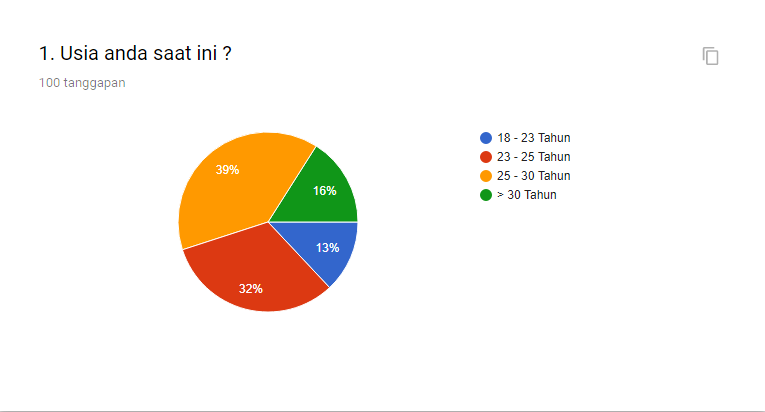 1. Usia anda saat ini ?
100 tanggapan
18 - 23 Tahun
23 - 25 Tahun
25 - 30 Tahun
> 30 Tahun
39%
16%
13%
32%